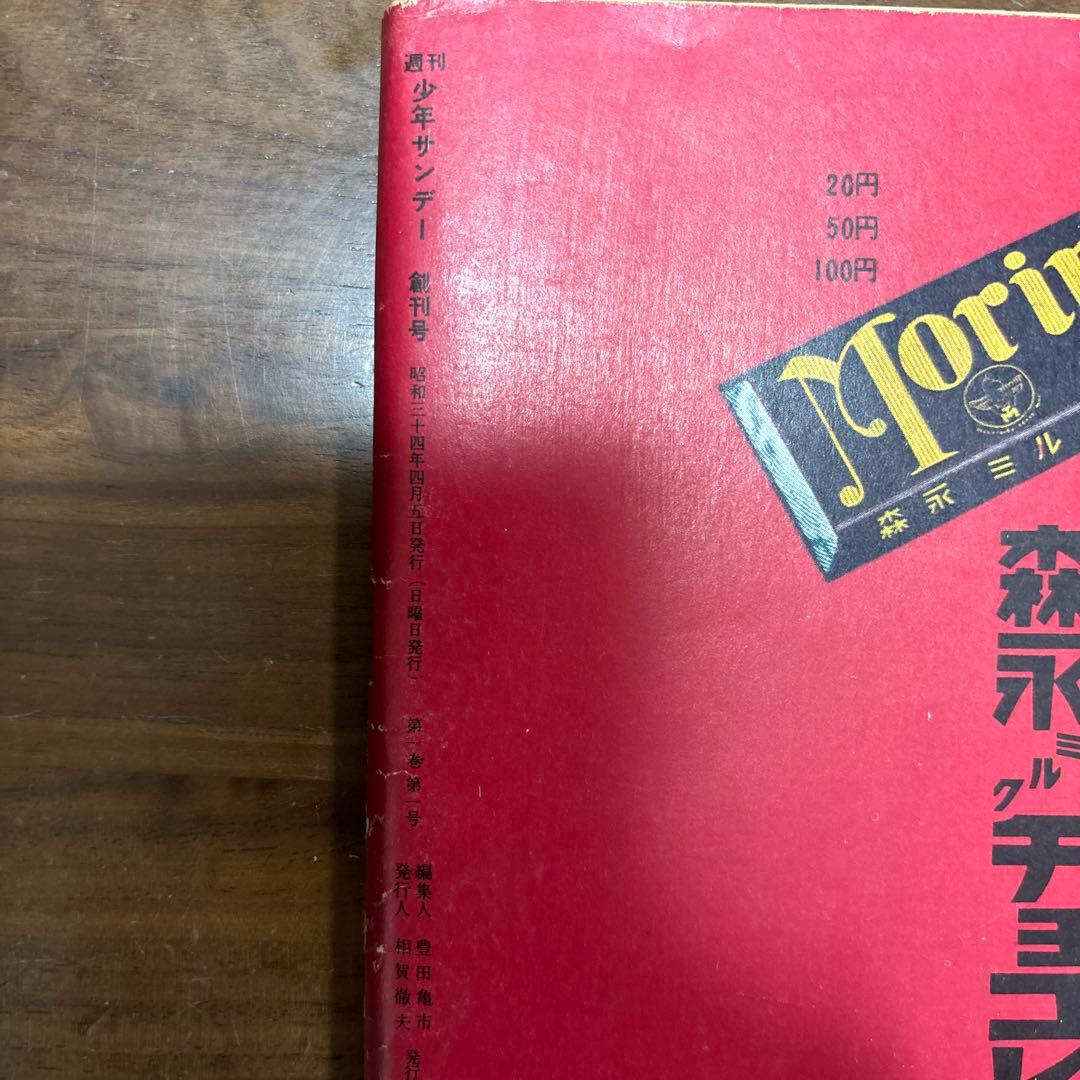 週刊
少年サンデー 創刊号 昭和三十四年四月五日発行(日曜日発行) 第一巻第一号
編集人 豊田亀市
発行人 相賀徹夫
発行
20円
50円
100円
Morin
森永ミル
森永ミルクチョコレ